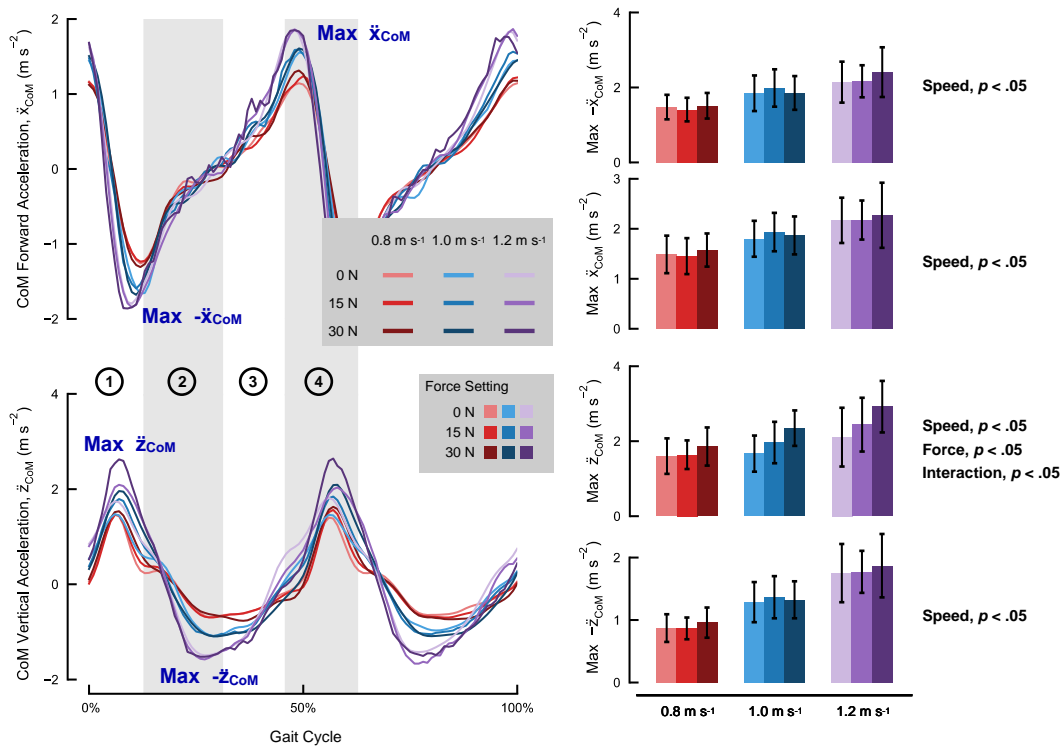 2
1
0
−1
−2
CoM Forward Acceleration, ẍCoM (m s⁻²)
Max ẍCoM
Max -ẍCoM
0.8 m s⁻¹ 1.0 m s⁻¹ 1.2 m s⁻¹
0 N
15 N
30 N
1 2 3 4
4
2
0
−2
CoM Vertical Acceleration, z̈CoM (m s⁻²)
Max z̈CoM
Max -z̈CoM
Force Setting
0 N
15 N
30 N
0% 50% 100%
Gait Cycle
Max -ẍCoM (m s⁻²)
4
2
0
Speed, p < .05
Max ẍCoM (m s⁻²)
3
2
1
0
Speed, p < .05
Max z̈CoM (m s⁻²)
4
2
0
Speed, p < .05
Force, p < .05
Interaction, p < .05
Max -z̈CoM (m s⁻²)
2
1
0
Speed, p < .05
0.8 m s⁻¹ 1.0 m s⁻¹ 1.2 m s⁻¹